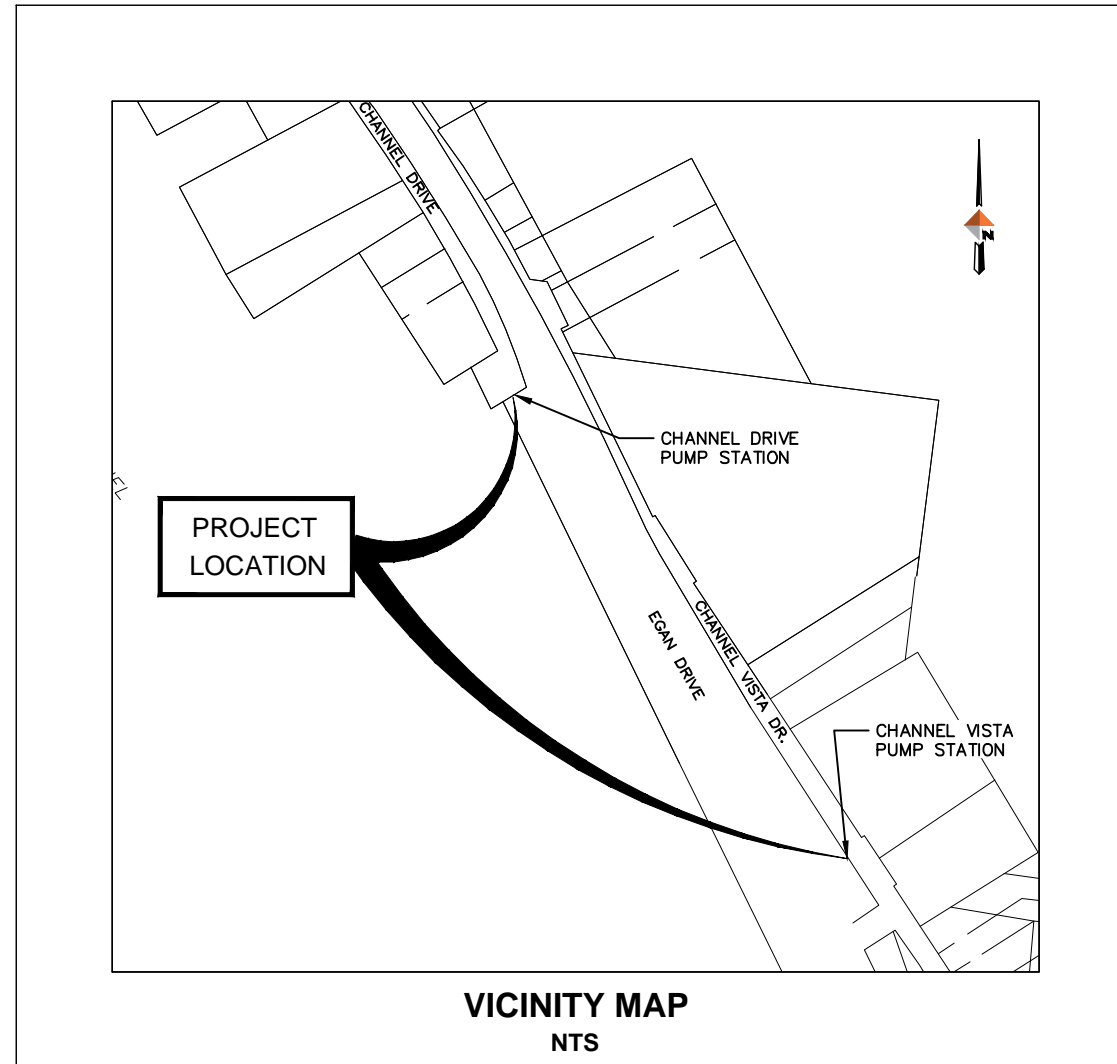 CHANNEL DRIVE
N
CHANNEL DRIVE
PUMP STATION
PROJECT
LOCATION
EGAN DRIVE
CHANNEL VISTA DR.
CHANNEL VISTA
PUMP STATION
VICINITY MAP
NTS